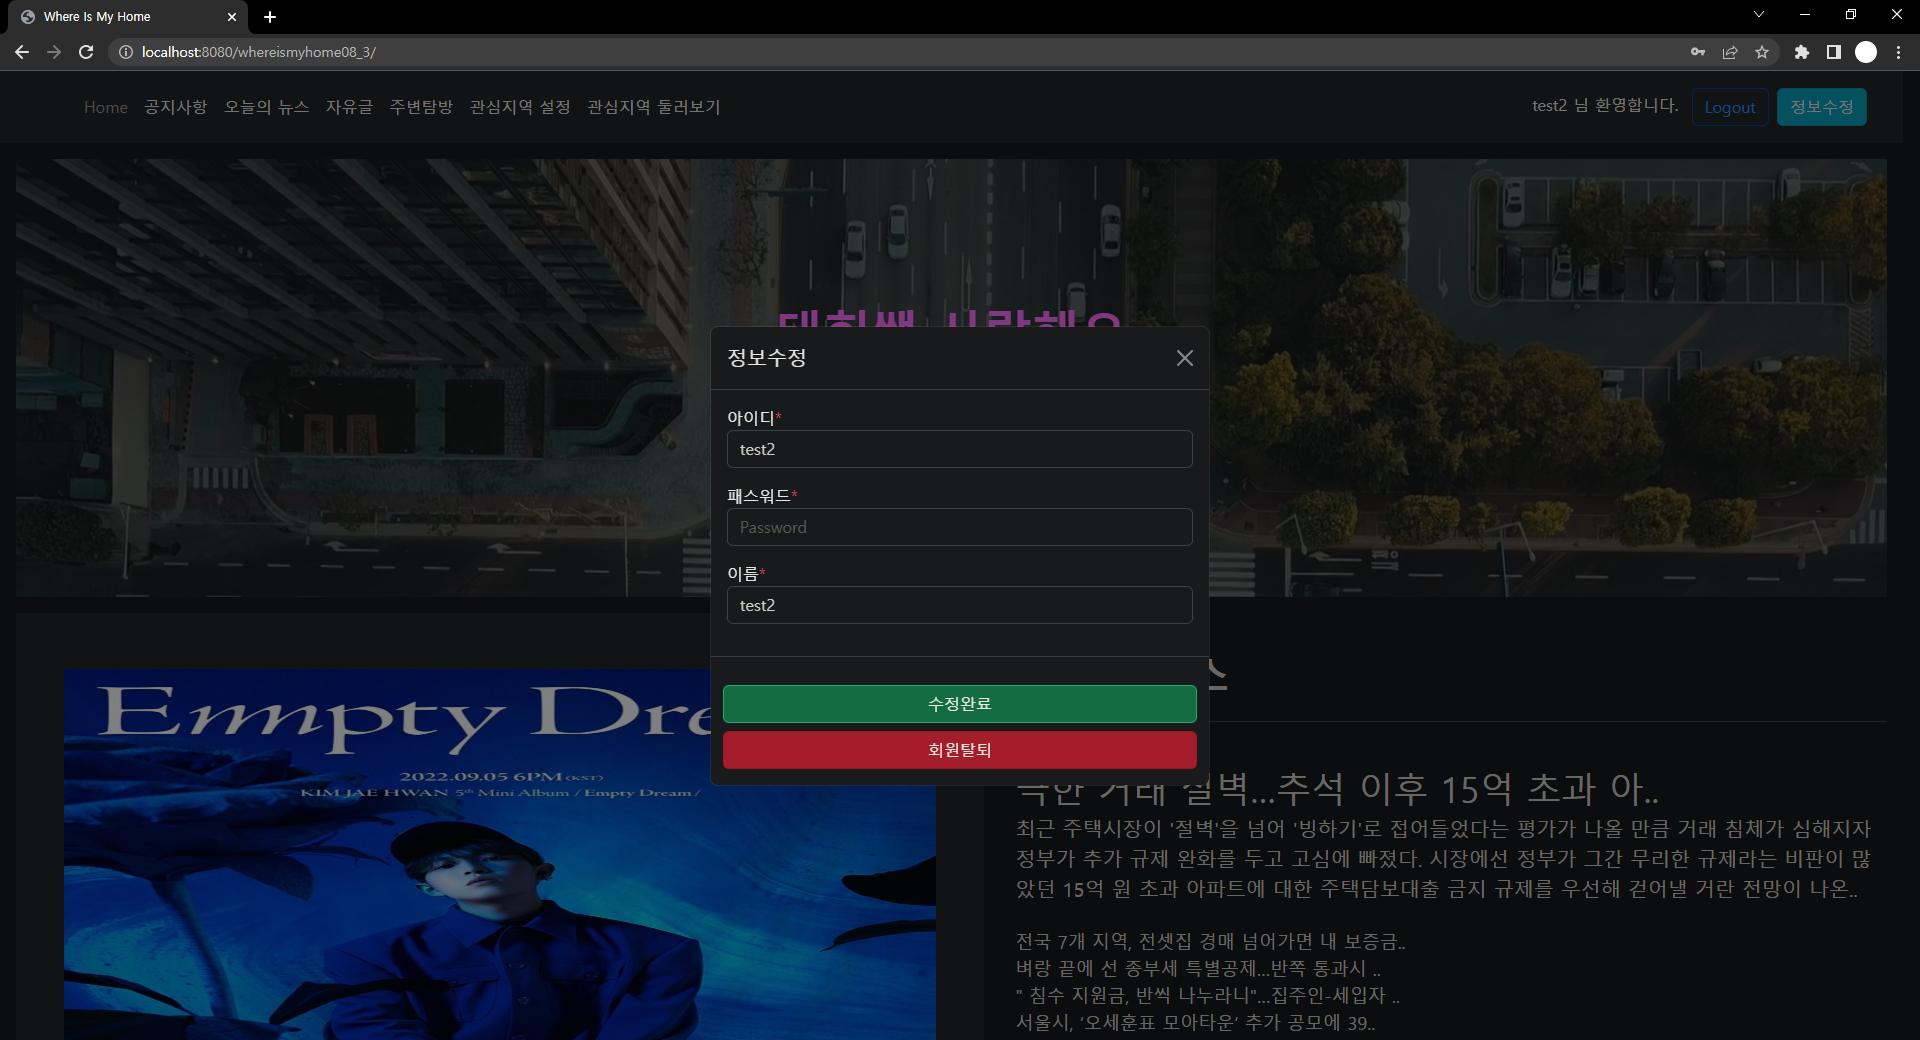 Where Is My Home
localhost:8080/whereismyhome08_3/
Home 공지사항 오늘의 뉴스 자유글 주변탐방 관심지역 설정 관심지역 둘러보기
test2 님 환영합니다. Logout 정보수정
정보수정
아이디*
test2
패스워드*
Password
이름*
test2
수정완료
회원탈퇴
Empty Dre
2022.09.05 6PM (KST)
KIM JAE HWAN 5th Mini Album / Empty Dream /
스
극한 거래 절벽...추석 이후 15억 초과 아..
최근 주택시장이 '절벽'을 넘어 '빙하기'로 접어들었다는 평가가 나올 만큼 거래 침체가 심해지자
정부가 추가 규제 완화를 두고 고심에 빠졌다. 시장에선 정부가 그간 무리한 규제라는 비판이 많
았던 15억 원 초과 아파트에 대한 주택담보대출 금지 규제를 우선해 걷어낼 거란 전망이 나온..
전국 7개 지역, 전셋집 경매 넘어가면 내 보증금..
벼랑 끝에 선 종부세 특별공제...반쪽 통과시 ..
" 침수 지원금, 반씩 나누라니"...집주인-세입자 ..
서울시, ‘오세훈표 모아타운’ 추가 공모에 39..